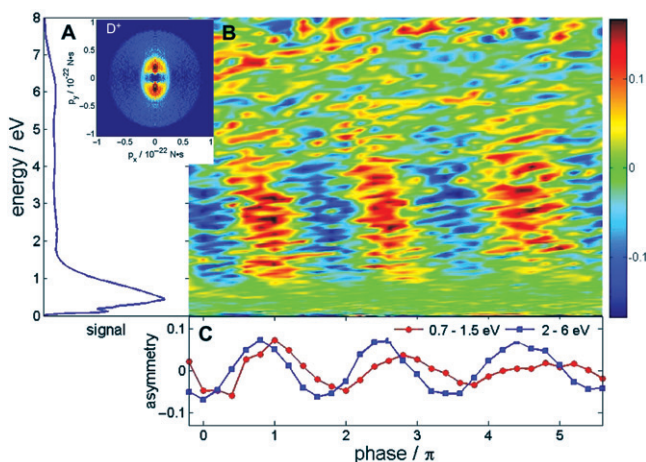 A
D+
B
C
energy / eV
8
7
6
5
4
3
2
1
0
signal
p_y / 10^-22 N•s
1
0.5
0
-0.5
-1
-1 -0.5 0 0.5 1
p_x / 10^-22 N•s
0.1
0
-0.1
asymmetry
0.1
0
-0.1
0.7 - 1.5 eV
2 - 6 eV
0 1 2 3 4 5
phase / π